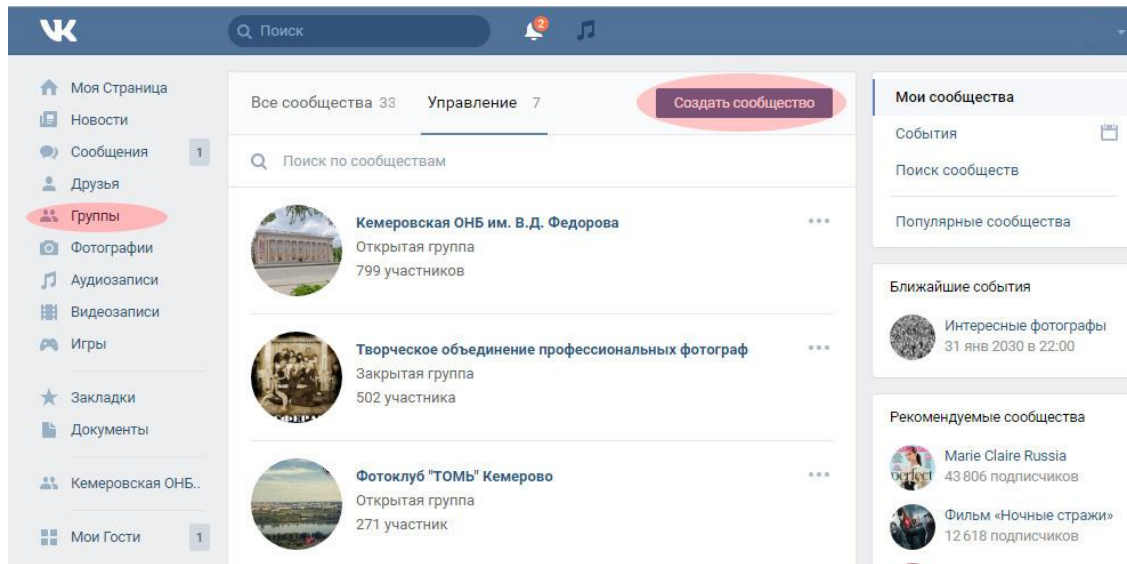 Поиск
2
Моя Страница
Новости
Сообщения 1
Друзья
Группы
Фотографии
Аудиозаписи
Видеозаписи
Игры
Закладки
Документы
Кемеровская ОНБ..
Мои Гости 1
Все сообщества 33 Управление 7 Создать сообщество
Поиск по сообществам
Кемеровская ОНБ им. В.Д. Федорова
Открытая группа
799 участников
Творческое объединение профессиональных фотограф
Закрытая группа
502 участника
Фотоклуб "ТОМЬ" Кемерово
Открытая группа
271 участник
Мои сообщества
События
Поиск сообществ
Популярные сообщества
Ближайшие события
Интересные фотографы
31 янв 2030 в 22:00
Рекомендуемые сообщества
Marie Claire Russia
43 806 подписчиков
Фильм «Ночные стражи»
12 618 подписчиков